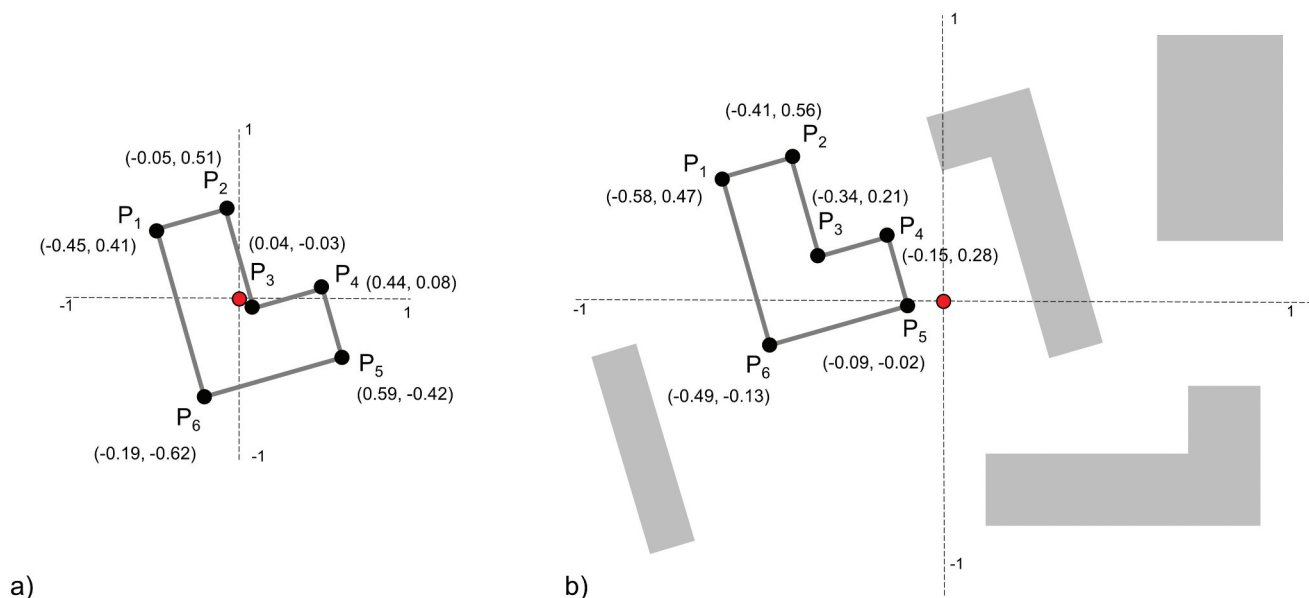 1
(-0.05, 0.51)
P2
P1
(-0.45, 0.41)
(0.04, -0.03)
P3
P4
(0.44, 0.08)
-1
1
P5
(0.59, -0.42)
P6
(-0.19, -0.62)
-1
a)
1
(-0.41, 0.56)
P2
P1
(-0.58, 0.47)
(-0.34, 0.21)
P3
P4
(-0.15, 0.28)
-1
1
P5
P6
(-0.09, -0.02)
(-0.49, -0.13)
-1
b)